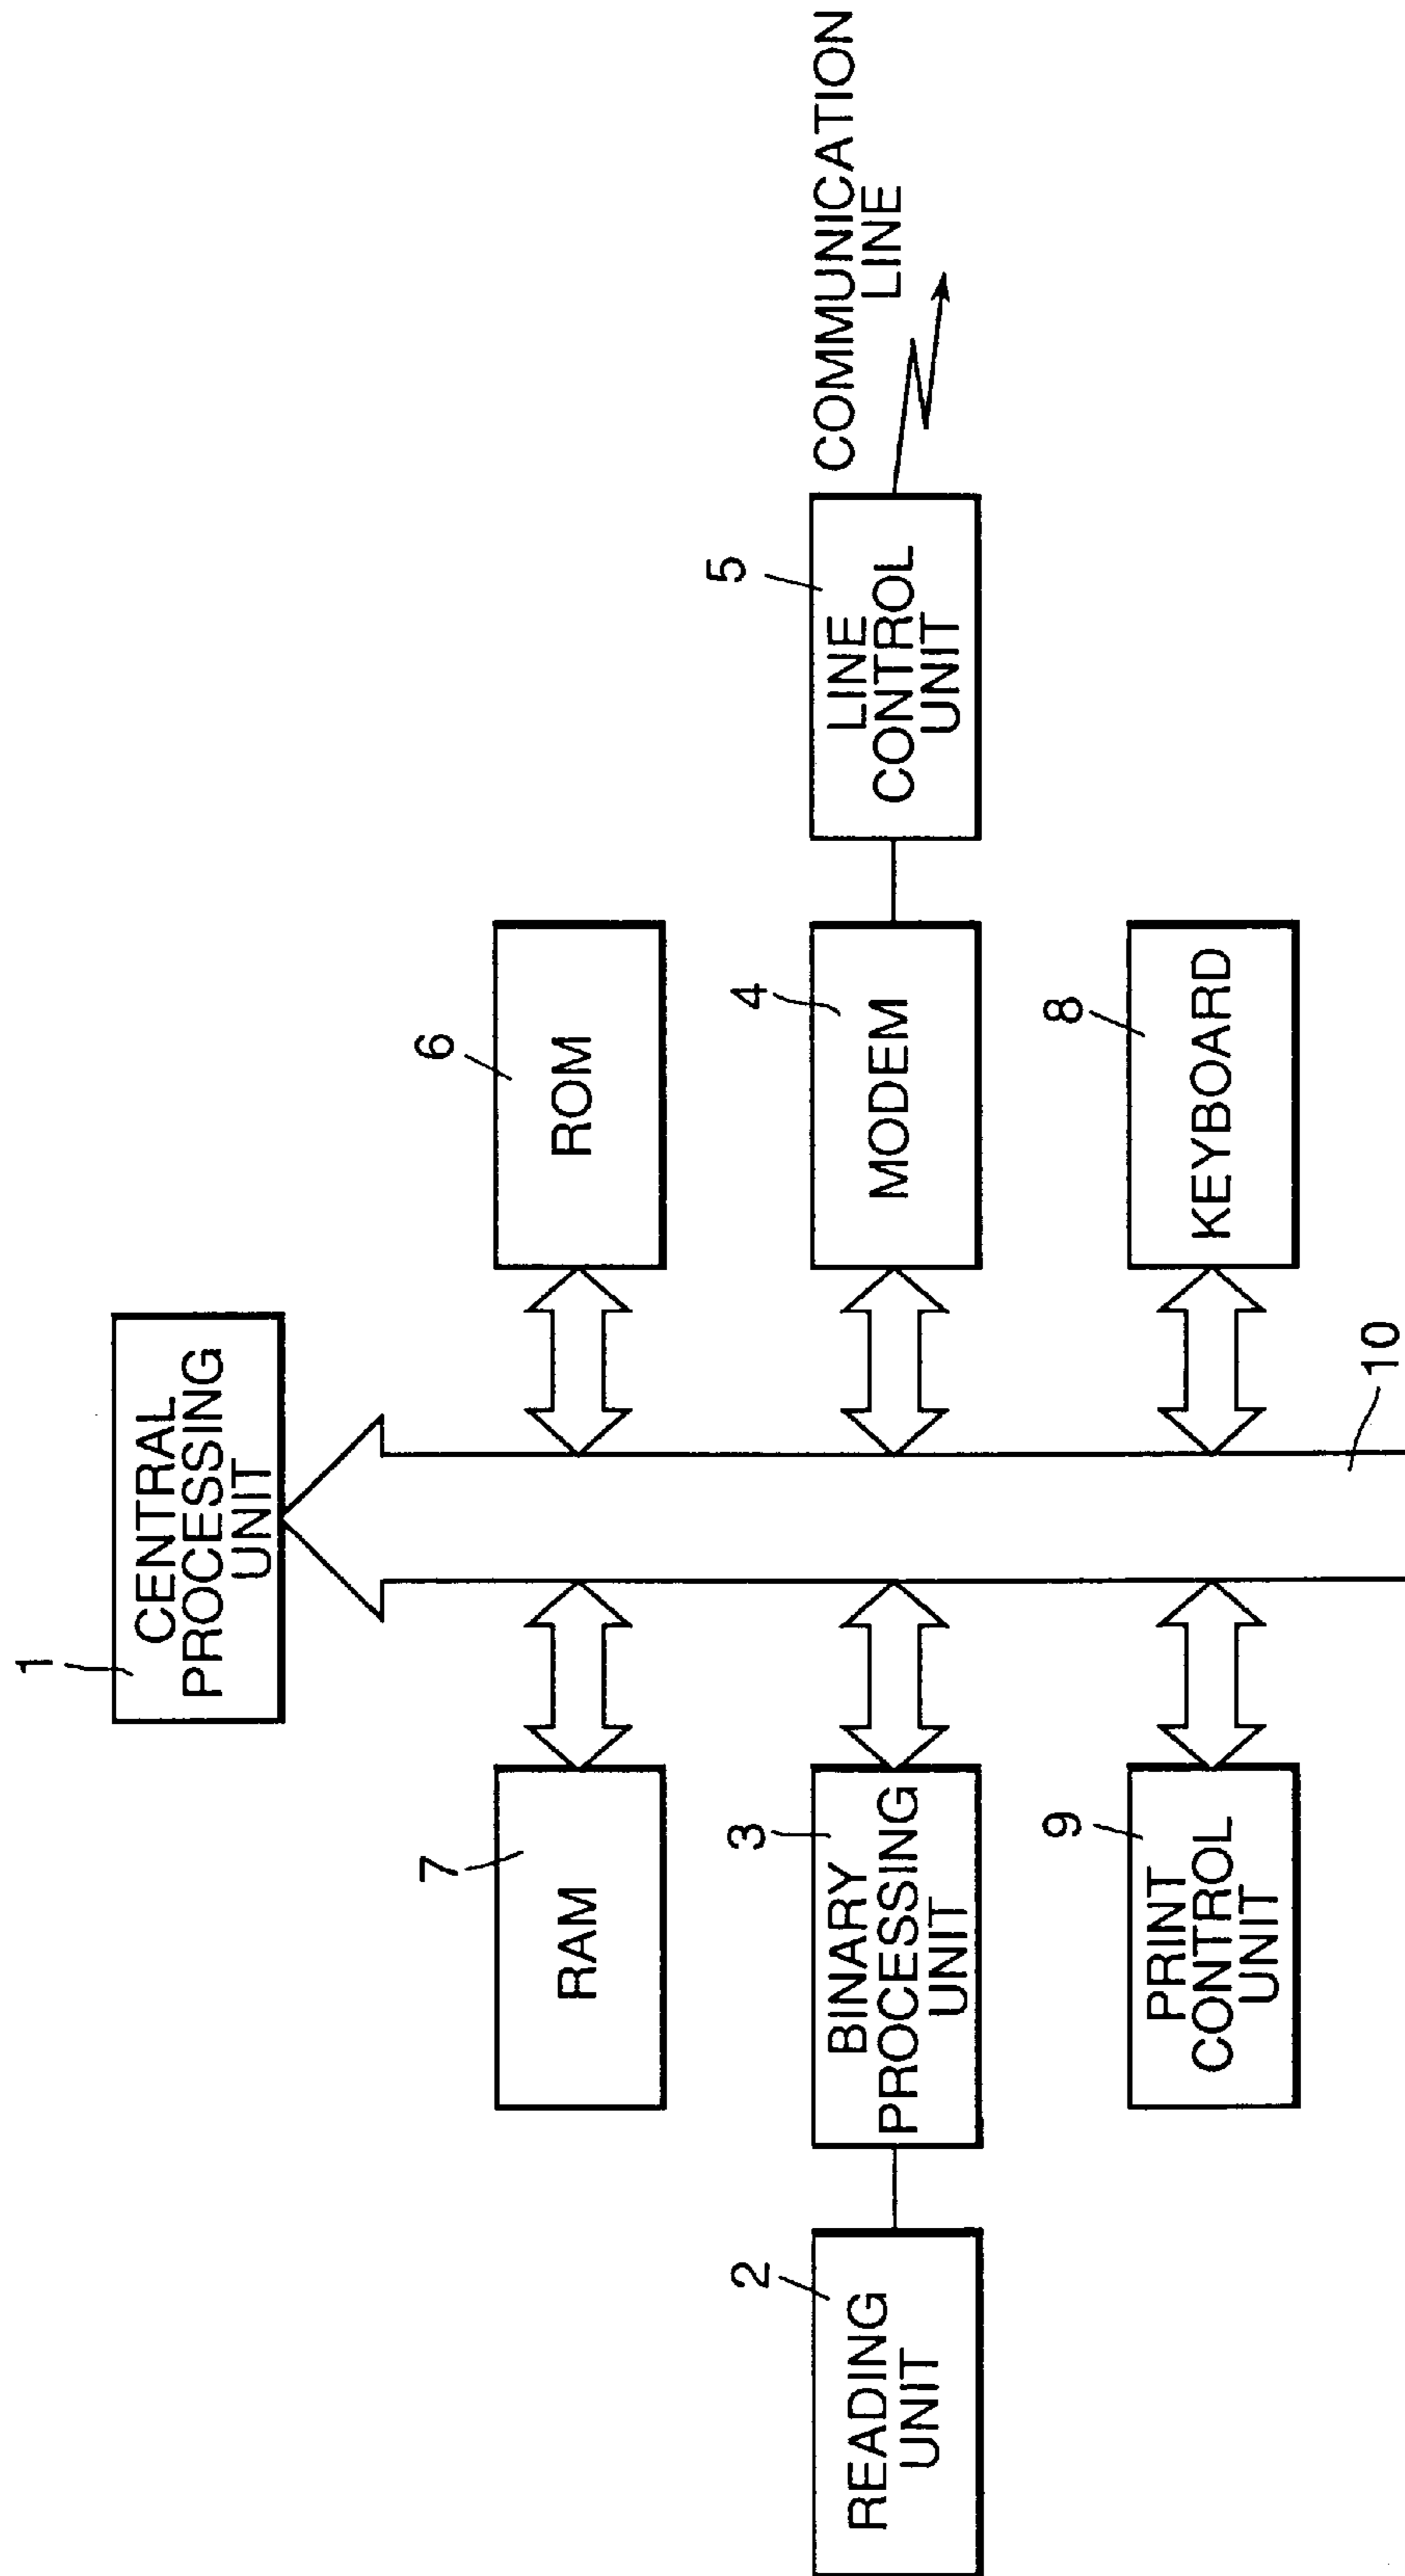 1
CENTRAL
PROCESSING
UNIT
7
RAM
6
ROM
2
READING
UNIT
3
BINARY
PROCESSING
UNIT
4
MODEM
5
LINE
CONTROL
UNIT
COMMUNICATION
LINE
9
PRINT
CONTROL
UNIT
8
KEYBOARD
10